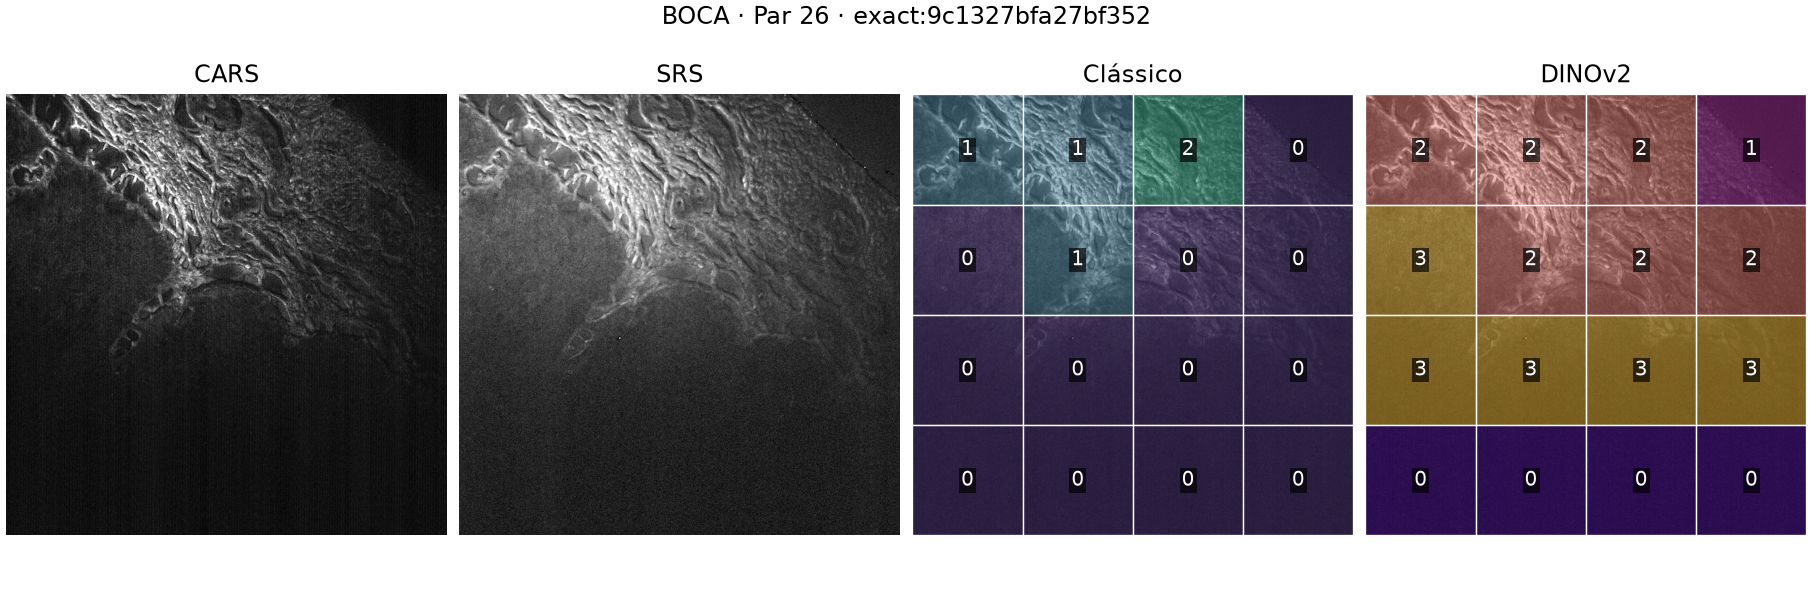 BOCA · Par 26 · exact:9c1327bfa27bf352
CARS SRS Clássico DINOv2
1 1 2 0 2 2 2 1
0 1 0 0 3 2 2 2
0 0 0 0 3 3 3 3
0 0 0 0 0 0 0 0